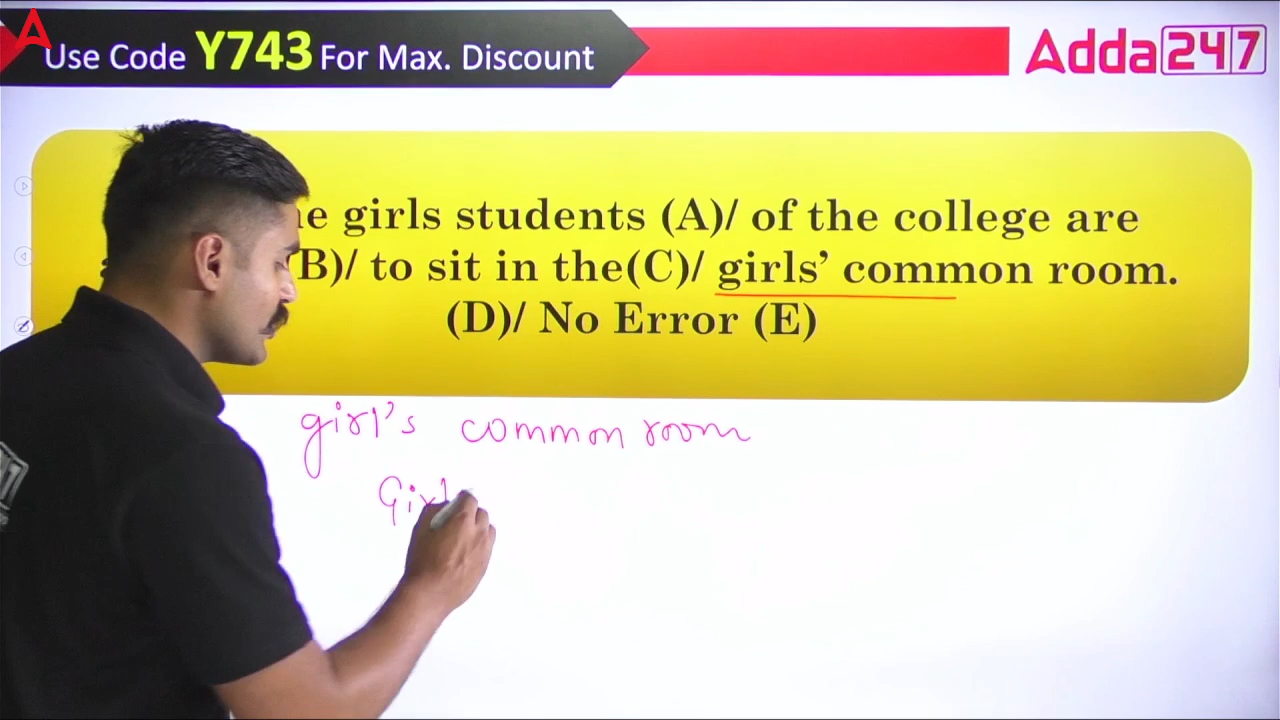 Use Code Y743 For Max. Discount
Adda247
girls students (A)/ of the college are
B)/ to sit in the(C)/ girls’ common room.
(D)/ No Error (E)
girl's common room
Girl